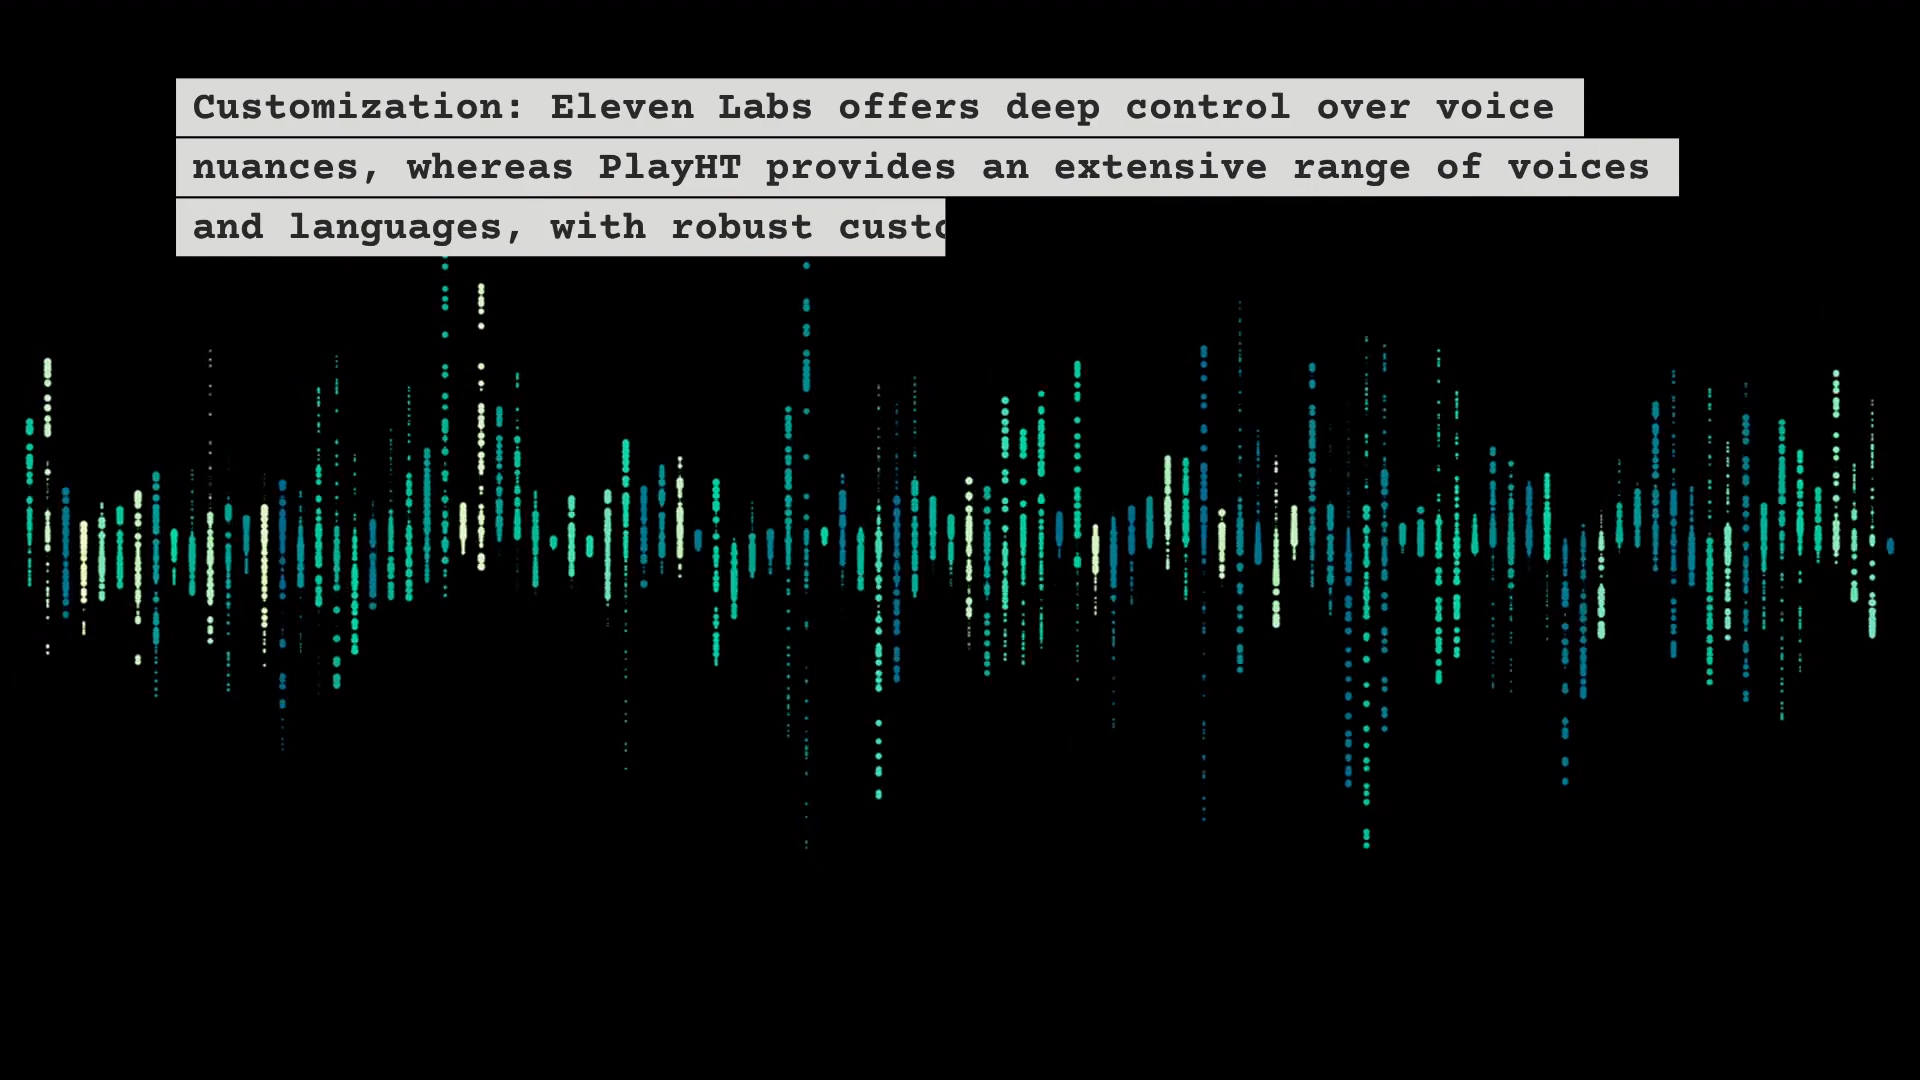 Customization: Eleven Labs offers deep control over voice
nuances, whereas PlayHT provides an extensive range of voices
and languages, with robust